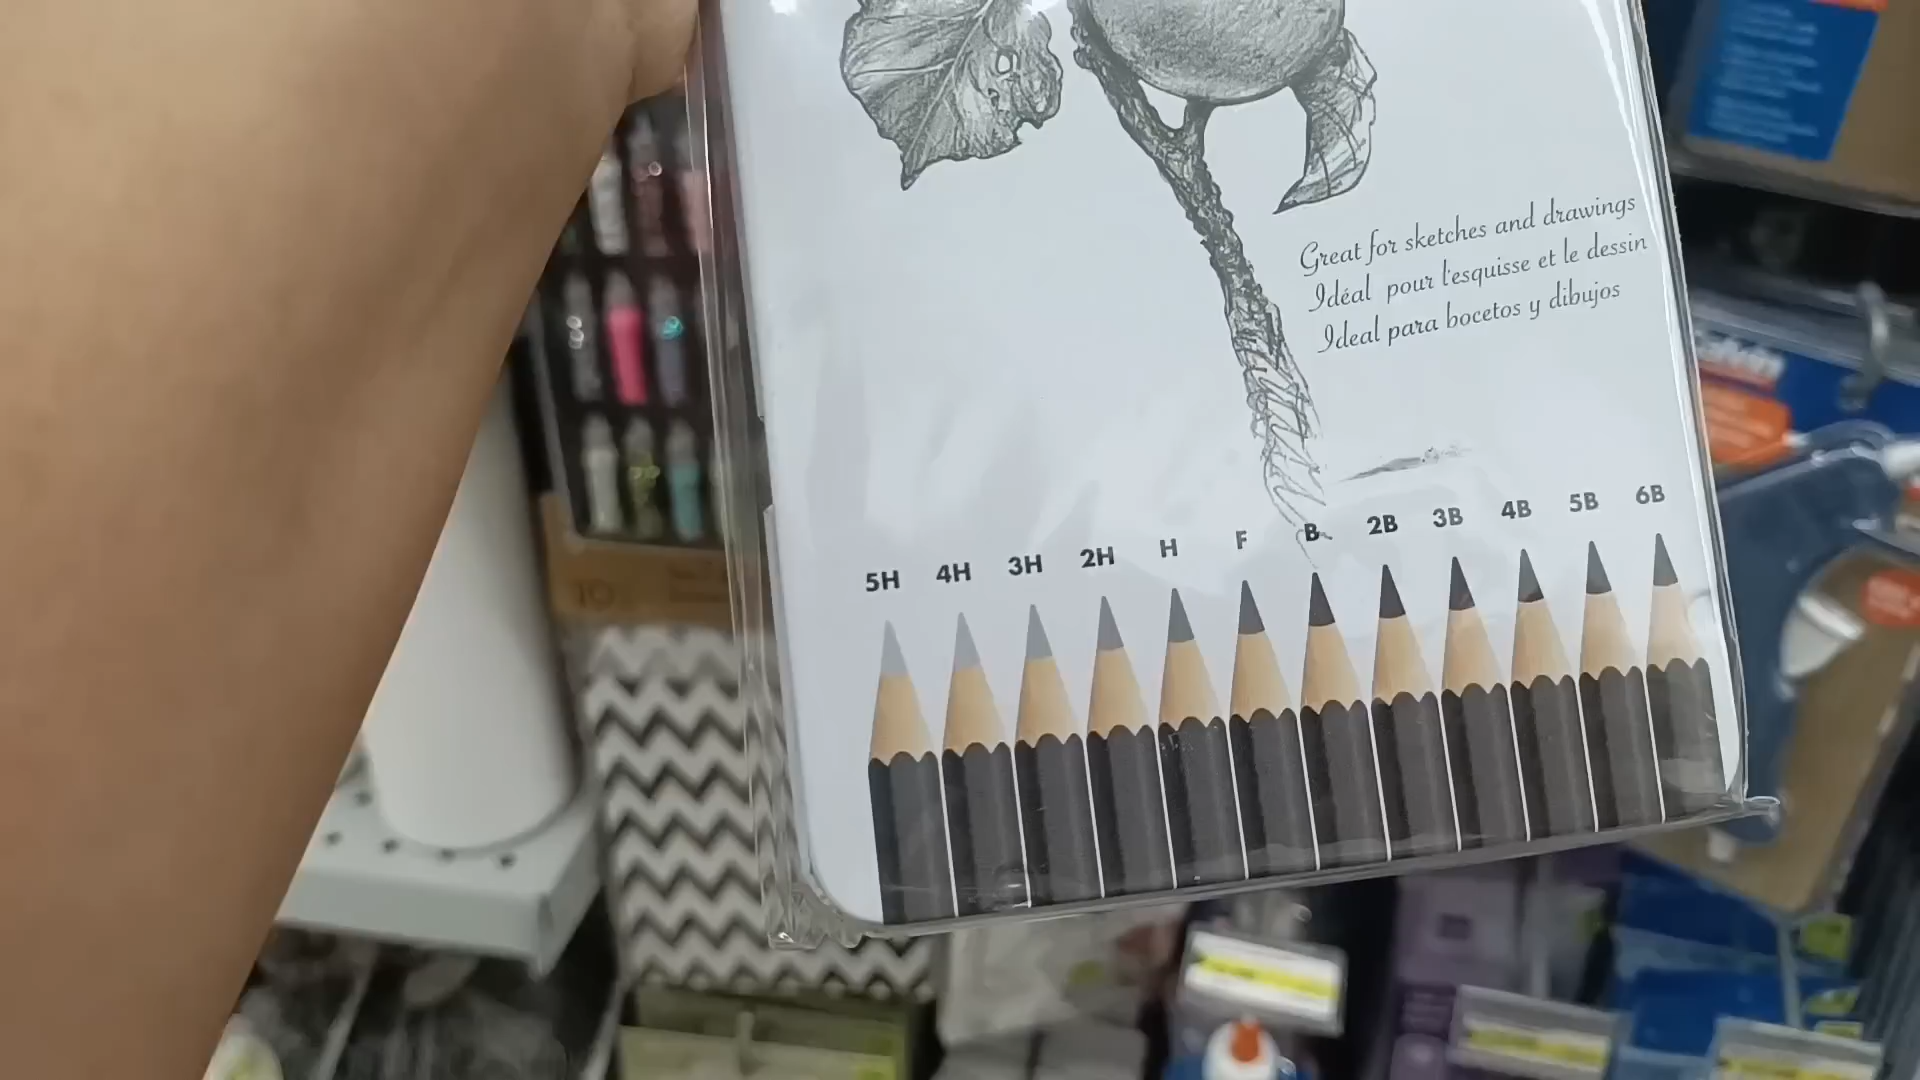 Great for sketches and drawings
Idéal pour l'esquisse et le dessin
Ideal para bocetos y dibujos
5H 4H 3H 2H H F B 2B 3B 4B 5B 6B